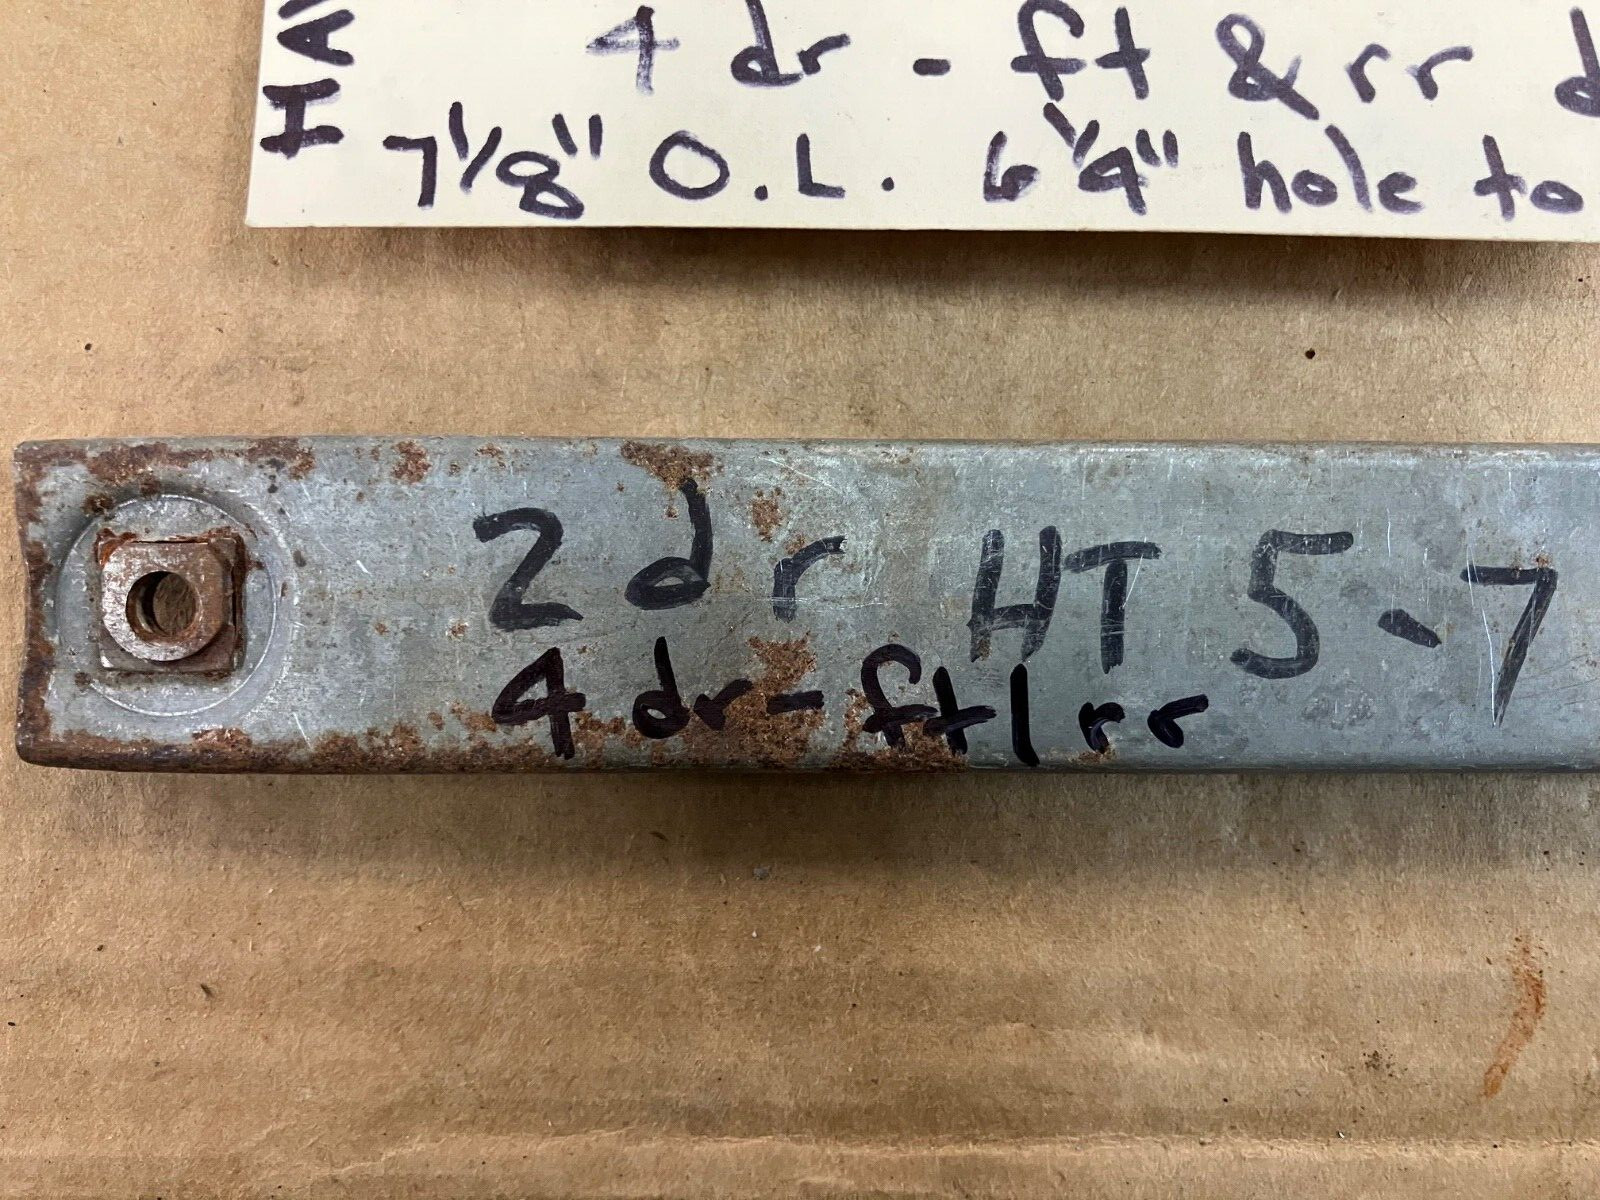 4 dr - ft & rr
7 1/8" O.L. 6 1/4" hole to
2 dr HT 5-7
4 dr - ft/rr